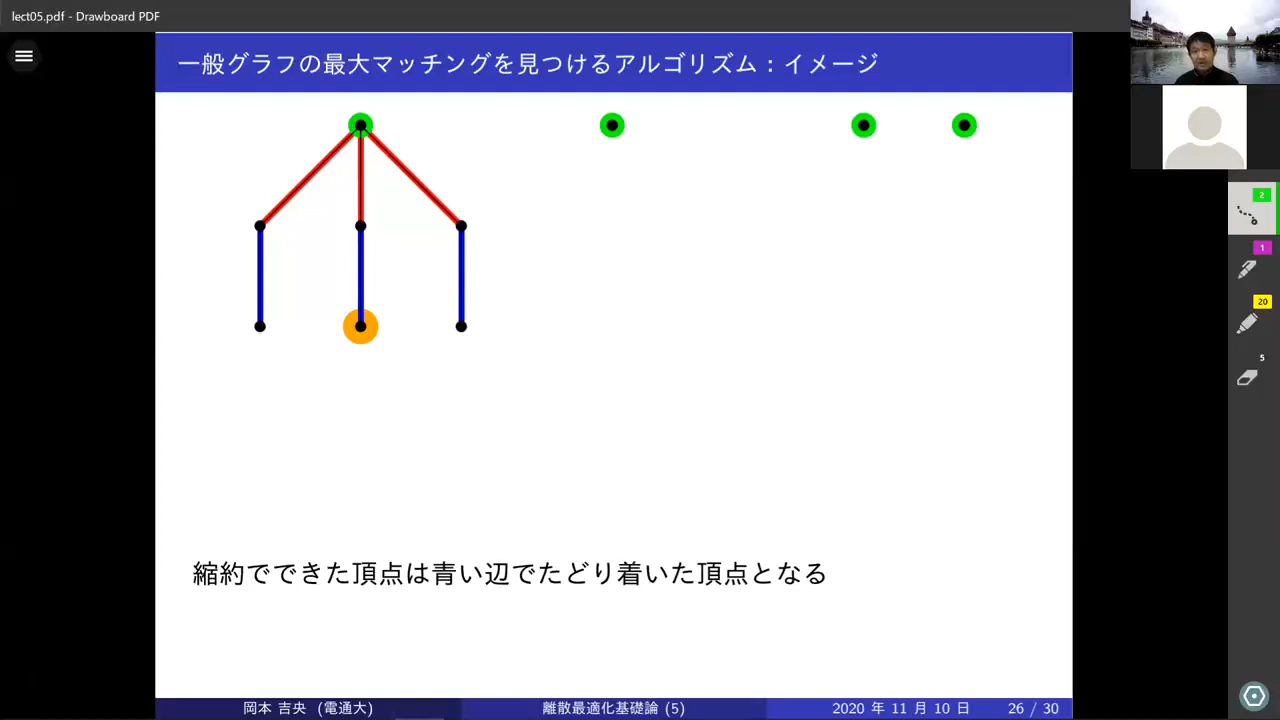 lect05.pdf - Drawboard PDF
一般グラフの最大マッチングを見つけるアルゴリズム：イメージ
2
1
20
5
縮約でできた頂点は青い辺でたどり着いた頂点となる
岡本 吉央 (電通大)
離散最適化基礎論 (5)
2020 年 11 月 10 日
26 / 30